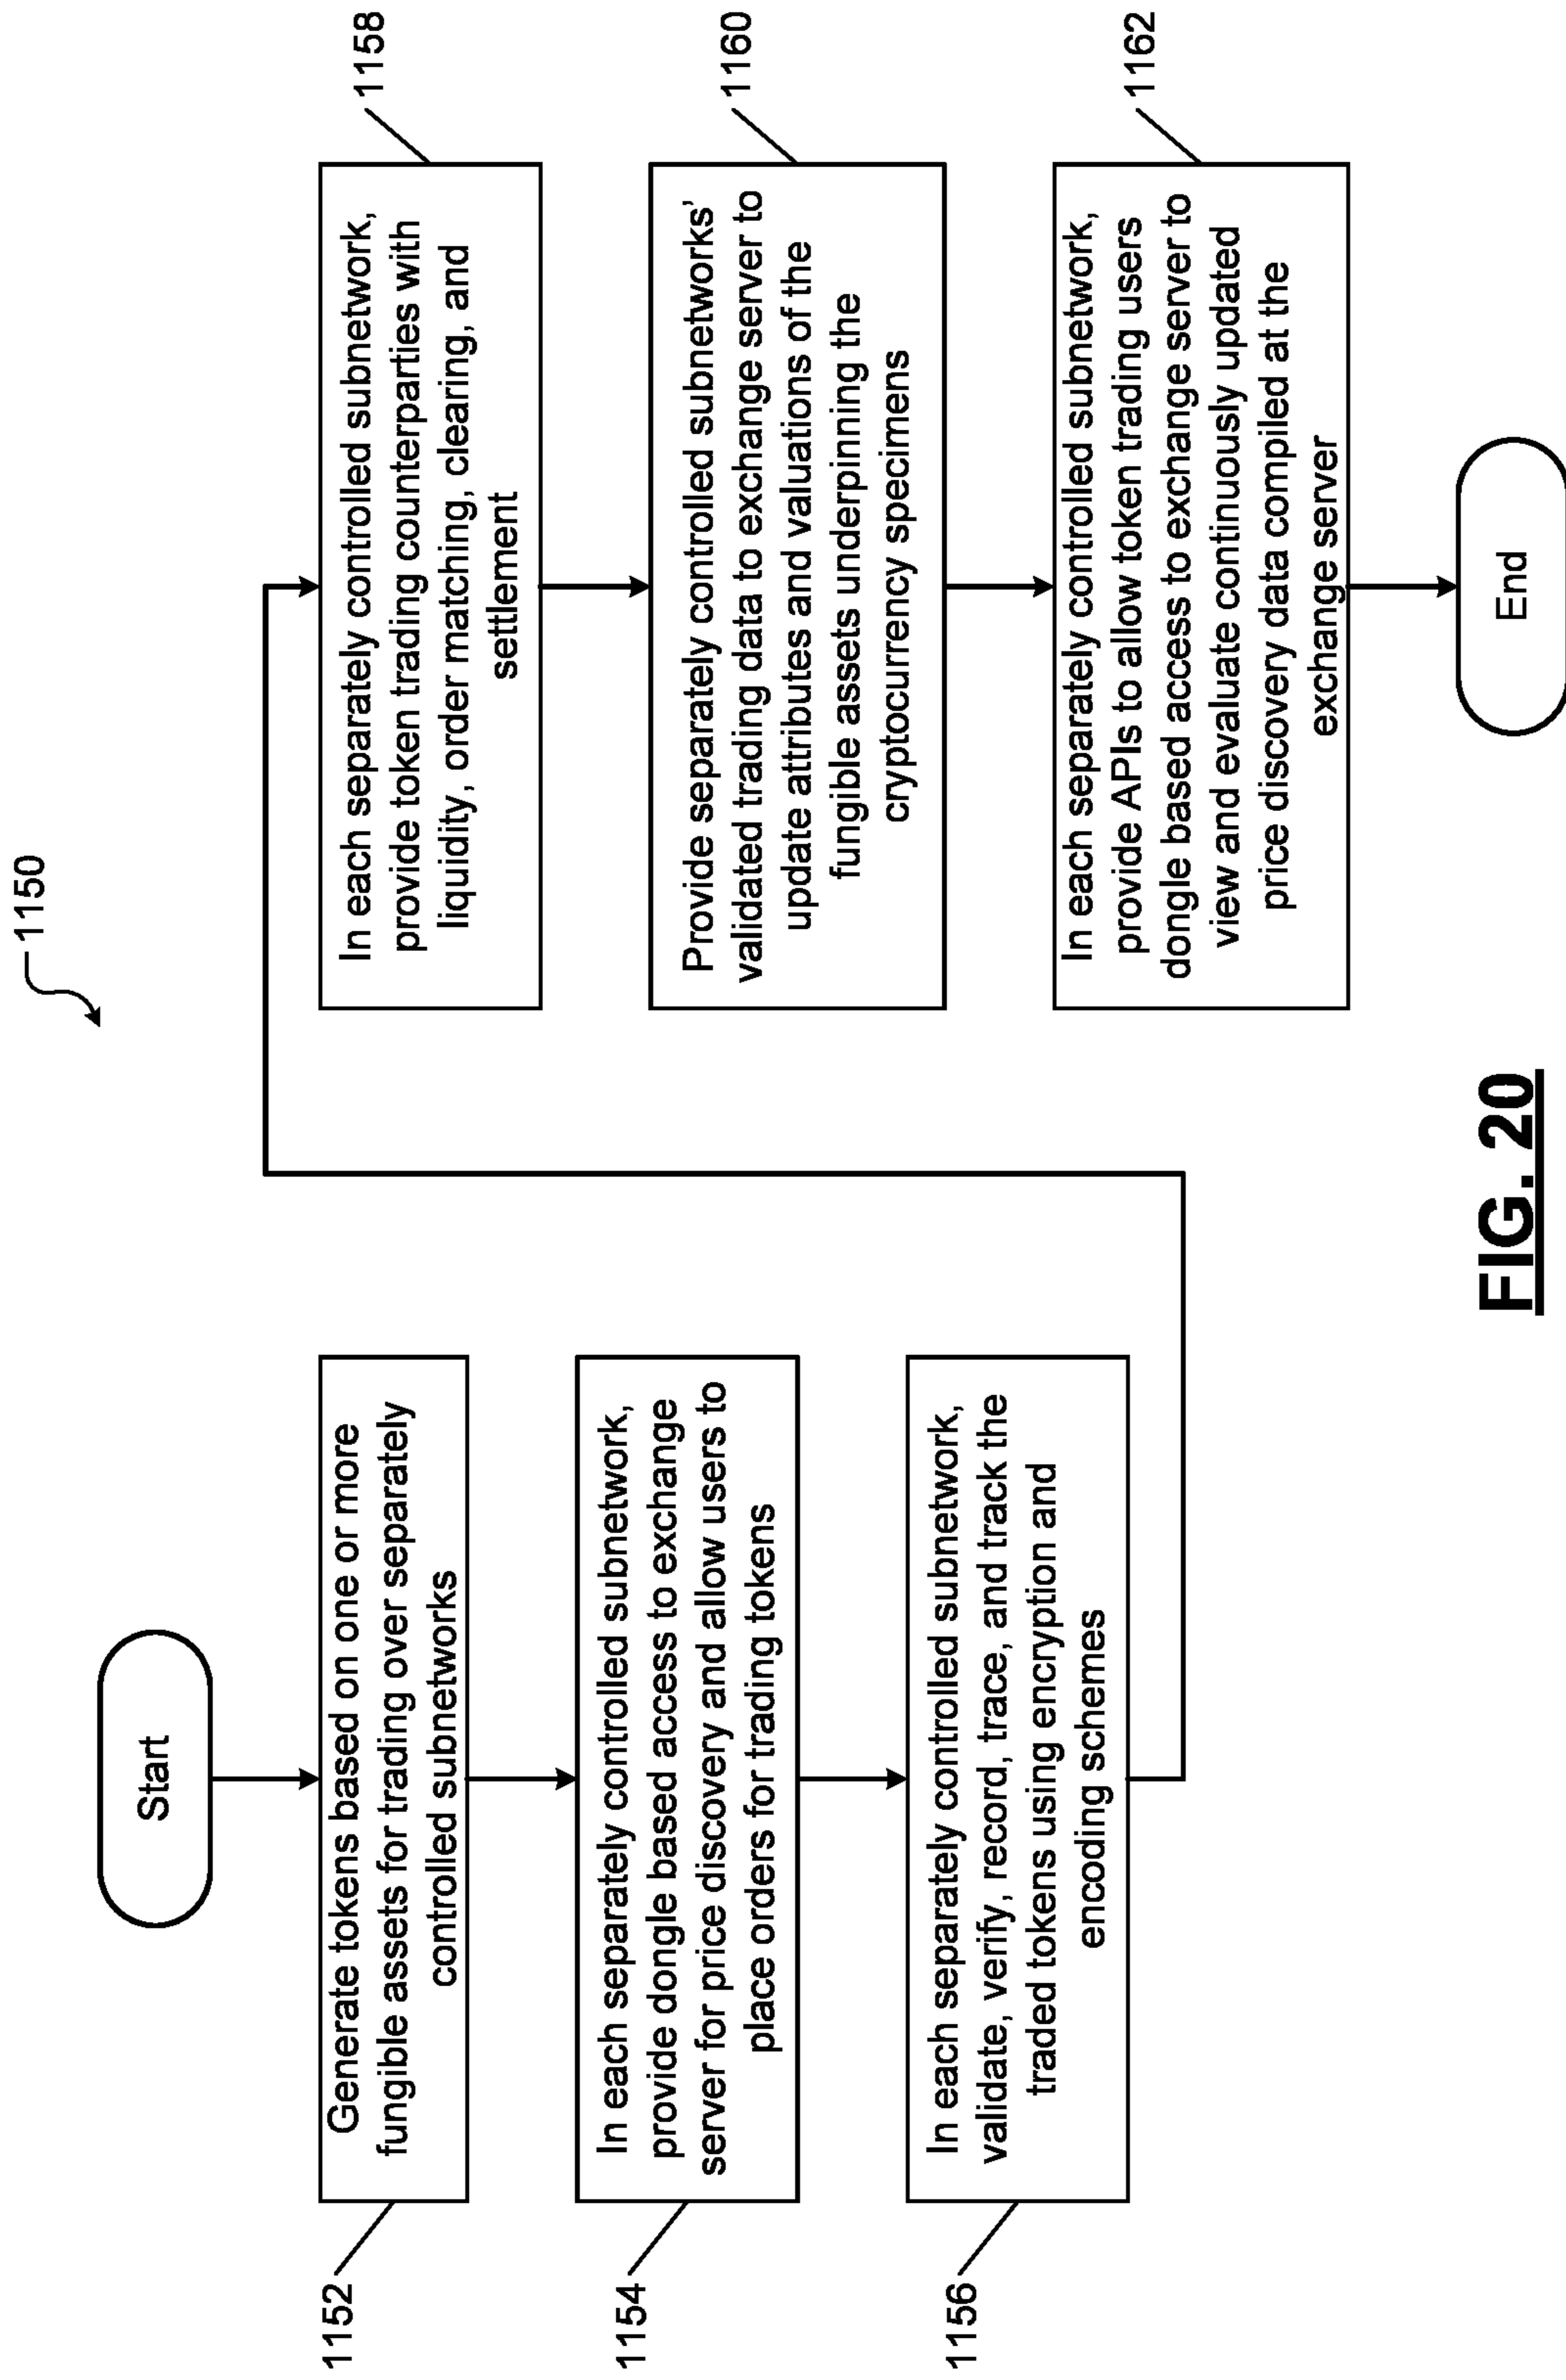 1150
Start
1152
Generate tokens based on one or more
fungible assets for trading over separately
controlled subnetworks
1154
In each separately controlled subnetwork,
provide dongle based access to exchange
server for price discovery and allow users to
place orders for trading tokens
1156
In each separately controlled subnetwork,
validate, verify, record, trace, and track the
traded tokens using encryption and
encoding schemes
1158
In each separately controlled subnetwork,
provide token trading counterparties with
liquidity, order matching, clearing, and
settlement
1160
Provide separately controlled subnetworks’
validated trading data to exchange server to
update attributes and valuations of the
fungible assets underpinning the
cryptocurrency specimens
1162
In each separately controlled subnetwork,
provide APIs to allow token trading users
dongle based access to exchange server to
view and evaluate continuously updated
price discovery data compiled at the
exchange server
End
FIG. 20